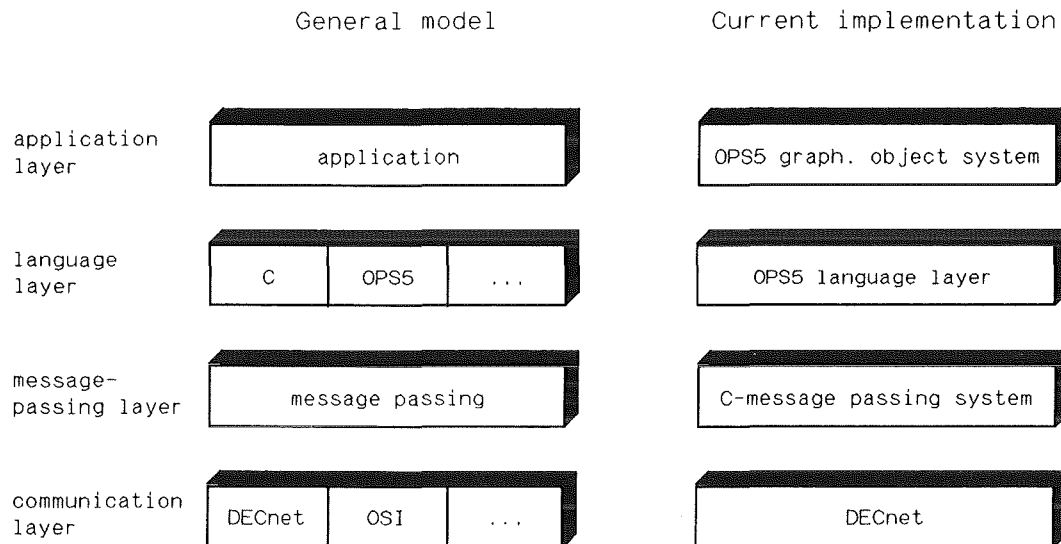 General model
Current implementation
application
layer
application
OPS5 graph. object system
language
layer
C
OPS5
...
OPS5 language layer
message-
passing layer
message passing
C-message passing system
communication
layer
DECnet
OSI
...
DECnet